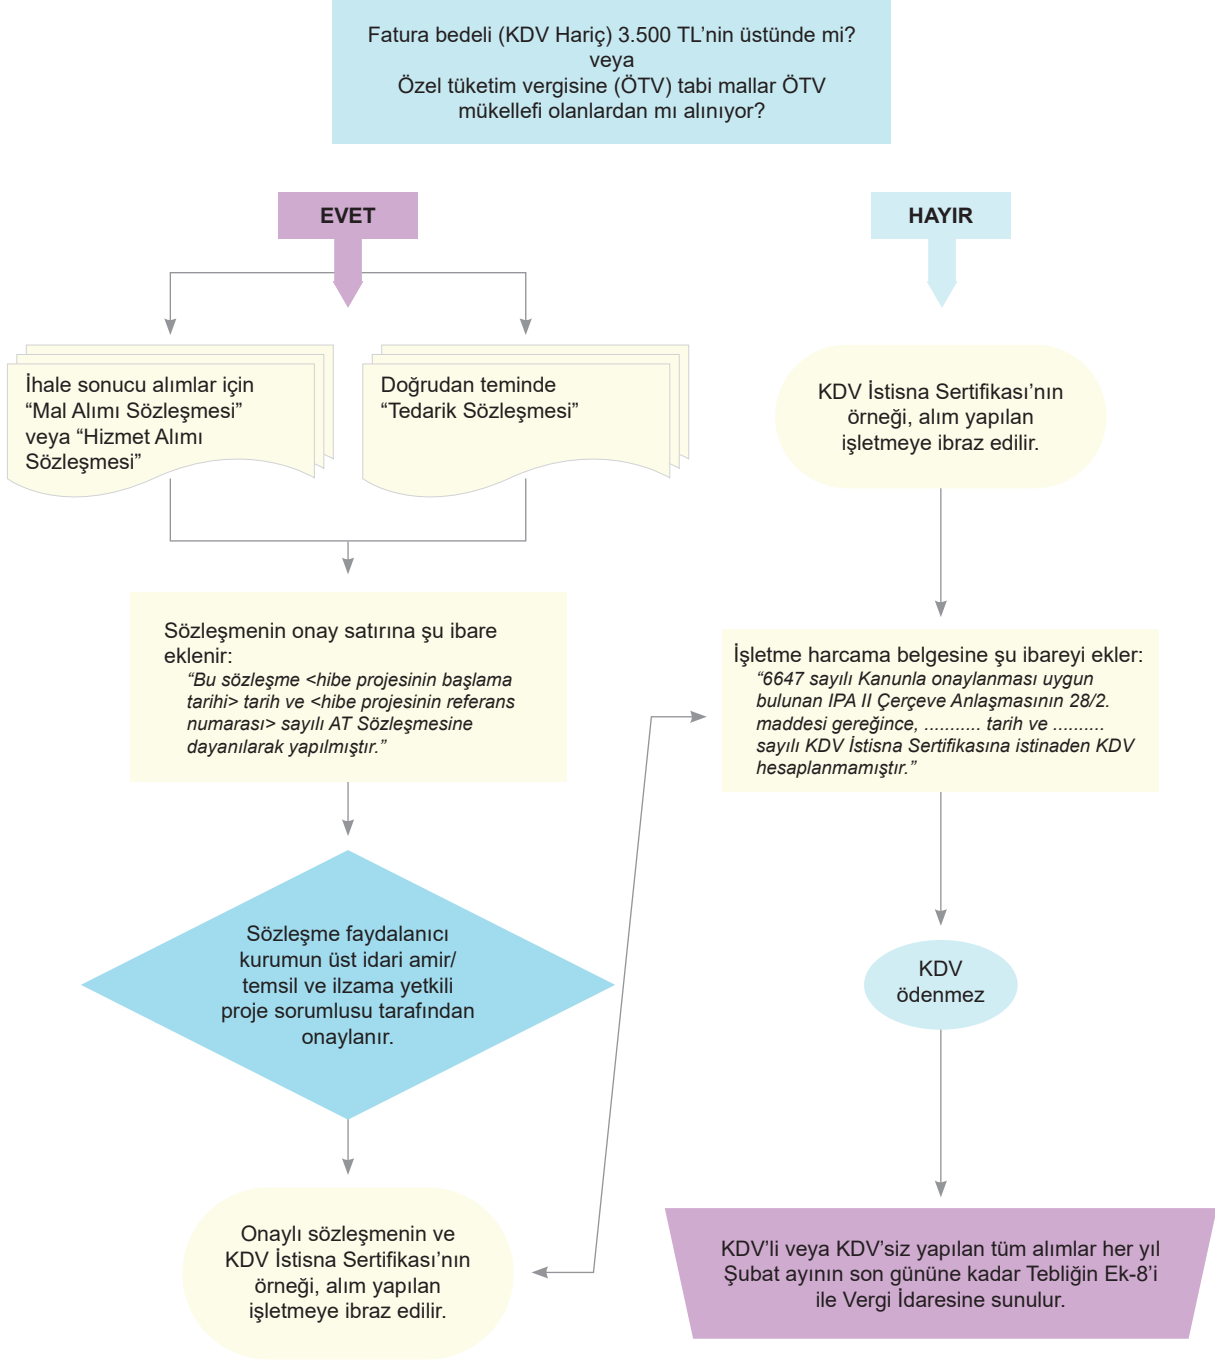 Fatura bedeli (KDV Hariç) 3.500 TL’nin üstünde mi?
veya
Özel tüketim vergisine (ÖTV) tabi mallar ÖTV
mükellefi olanlardan mı alınıyor?
EVET
HAYIR
İhale sonucu alımlar için
“Mal Alımı Sözleşmesi”
veya “Hizmet Alımı
Sözleşmesi”
Doğrudan teminde
“Tedarik Sözleşmesi”
KDV İstisna Sertifikası’nın
örneği, alım yapılan
işletmeye ibraz edilir.
Sözleşmenin onay satırına şu ibare
eklenir:
“Bu sözleşme <hibe projesinin başlama
tarihi> tarih ve <hibe projesinin referans
numarası> sayılı AT Sözleşmesine
dayanılarak yapılmıştır.”
İşletme harcama belgesine şu ibareyi ekler:
“6647 sayılı Kanunla onaylanması uygun
bulunan IPA II Çerçeve Anlaşmasının 28/2.
maddesi gereğince, ........... tarih ve ..........
sayılı KDV İstisna Sertifikasına istinaden KDV
hesaplanmamıştır.”
Sözleşme faydalanıcı
kurumun üst idari amir/
temsil ve ilzama yetkili
proje sorumlusu tarafından
onaylanır.
KDV
ödenmez
Onaylı sözleşmenin ve
KDV İstisna Sertifikası’nın
örneği, alım yapılan
işletmeye ibraz edilir.
KDV’li veya KDV’siz yapılan tüm alımlar her yıl
Şubat ayının son gününe kadar Tebliğin Ek-8’i
ile Vergi İdaresine sunulur.